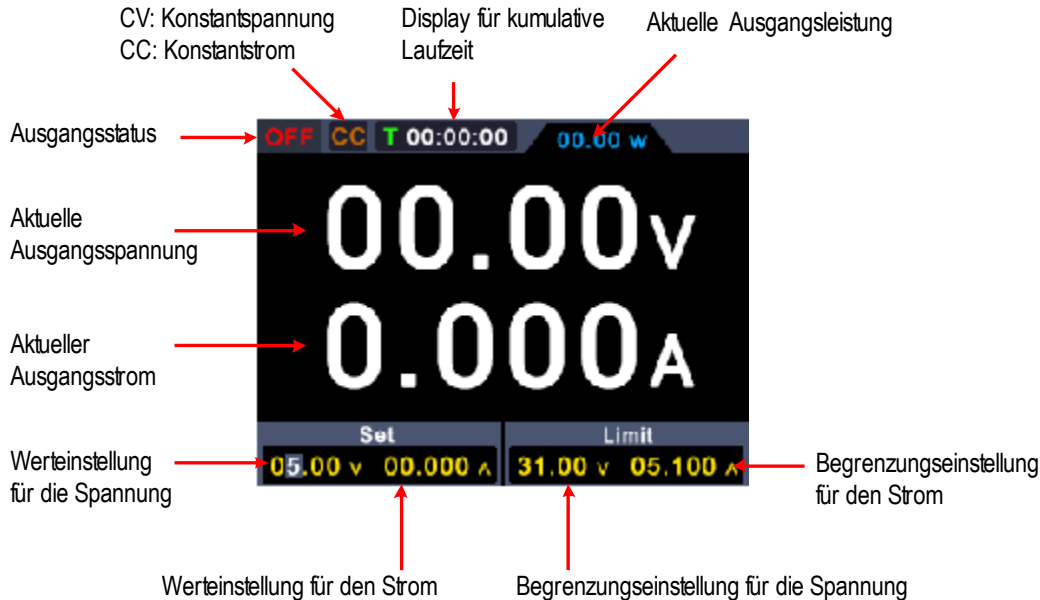 CV: Konstantspannung
CC: Konstantstrom
Display für kumulative
Laufzeit
Aktuelle Ausgangsleistung
Ausgangsstatus
OFF CC T 00:00:00 00.00 W
Aktuelle
Ausgangsspannung
00.00V
Aktueller
Ausgangsstrom
0.000A
Set
Limit
Werteinstellung
für die Spannung
05.00 V 00.000 A
31.00 V 05.100 A
Begrenzungseinstellung
für den Strom
Werteinstellung für den Strom
Begrenzungseinstellung für die Spannung